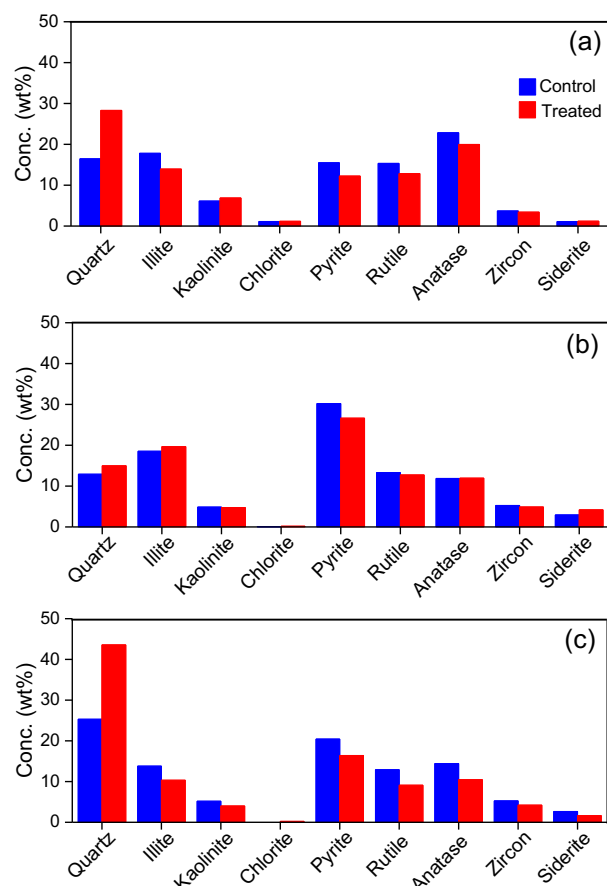 (a)
50
40
30
20
10
0
Conc. (wt%)
Control
Treated
Quartz
Illite
Kaolinite
Chlorite
Pyrite
Rutile
Anatase
Zircon
Siderite
(b)
50
40
30
20
10
0
Conc. (wt%)
Quartz
Illite
Kaolinite
Chlorite
Pyrite
Rutile
Anatase
Zircon
Siderite
(c)
50
40
30
20
10
0
Conc. (wt%)
Quartz
Illite
Kaolinite
Chlorite
Pyrite
Rutile
Anatase
Zircon
Siderite